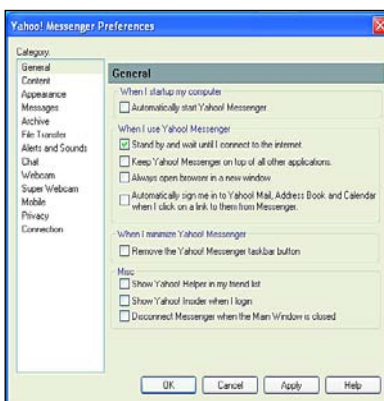 Yahoo! Messenger Preferences
Category:
General
Content
Appearance
Messages
Archive
File Transfer
Alerts and Sounds
Chat
Webcam
Super Webcam
Mobile
Privacy
Connection
General
When I startup my computer
Automatically start Yahoo! Messenger
When I use Yahoo! Messenger
Stand by and wait until I connect to the internet.
Keep Yahoo! Messenger on top of all other applications.
Always open browser in a new window
Automatically sign me in to Yahoo! Mail, Address Book and Calendar
when I click on a link to them from Messenger.
When I minimize Yahoo! Messenger
Remove the Yahoo! Messenger taskbar button
Misc
Show Yahoo! Helper in my friend list
Show Yahoo! Insider when I login
Disconnect Messenger when the Main Window is closed
OK
Cancel
Apply
Help